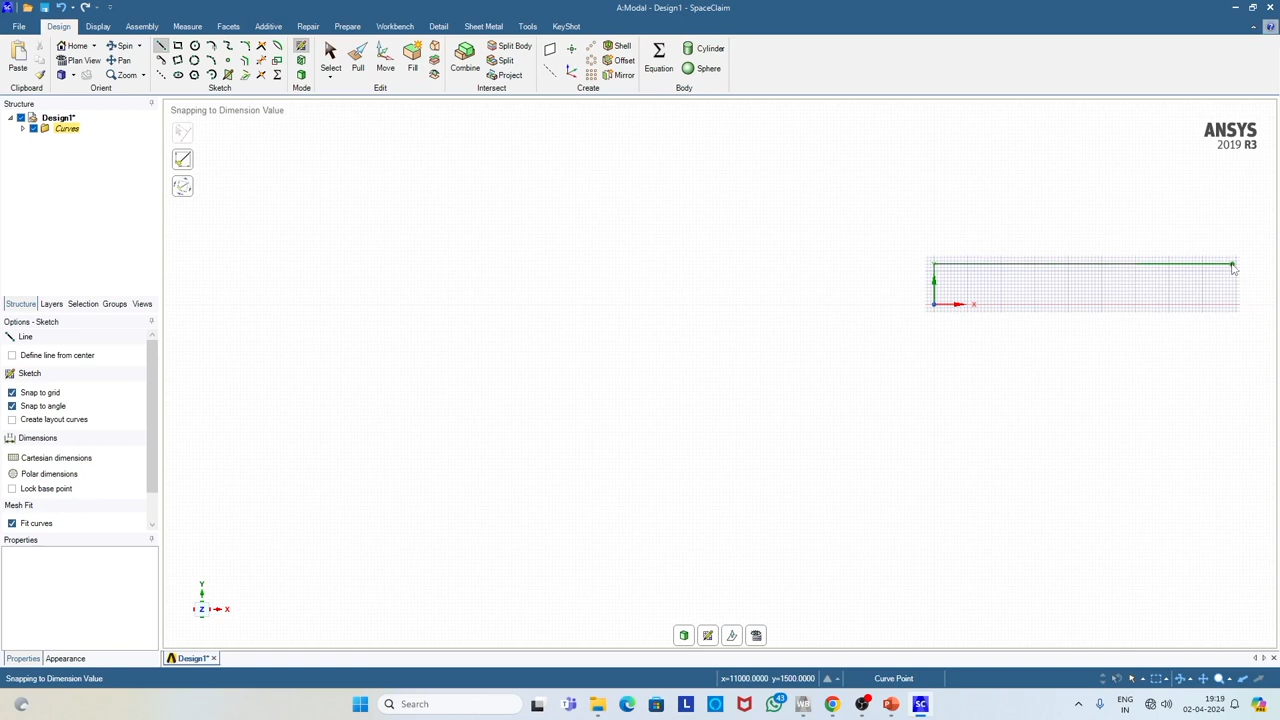 A:Modal - Design1 - SpaceClaim
File Design Display Assembly Measure Facets Additive Repair Prepare Workbench Detail Sheet Metal Tools KeyShot
Home Spin Shell Cylinder
Split Body
Plan View Pan Split Offset Sphere
Paste Zoom Select Pull Move Fill Combine Project Mirror Equation
Clipboard Orient Sketch Mode Edit Intersect Create Body
Structure
Design1*
Curves
Snapping to Dimension Value
ANSYS
2019 R3
X
Structure Layers Selection Groups Views
Options - Sketch
Line
Define line from center
Sketch
Snap to grid
Snap to angle
Create layout curves
Dimensions
Cartesian dimensions
Polar dimensions
Lock base point
Mesh Fit
Fit curves
Properties
Y
Z X
Properties Appearance
Design1*
Snapping to Dimension Value x=11000.0000 y=1500.0000 Curve Point
Search 43 L WB SC ENG IN 19:19 02-04-2024